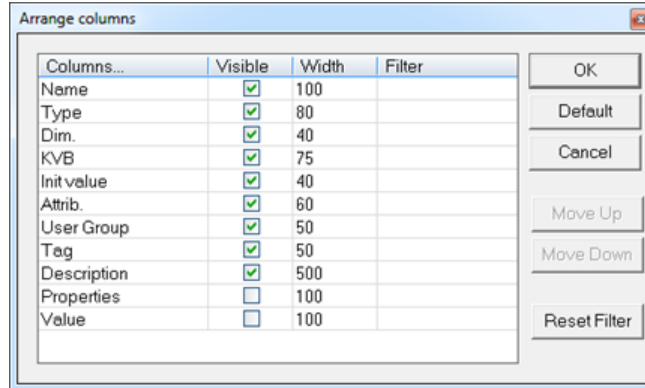 Arrange columns
Columns... Visible Width Filter
Name 100
Type 80
Dim. 40
KVB 75
Init value 40
Attrib. 60
User Group 50
Tag 50
Description 500
Properties 100
Value 100
OK
Default
Cancel
Move Up
Move Down
Reset Filter